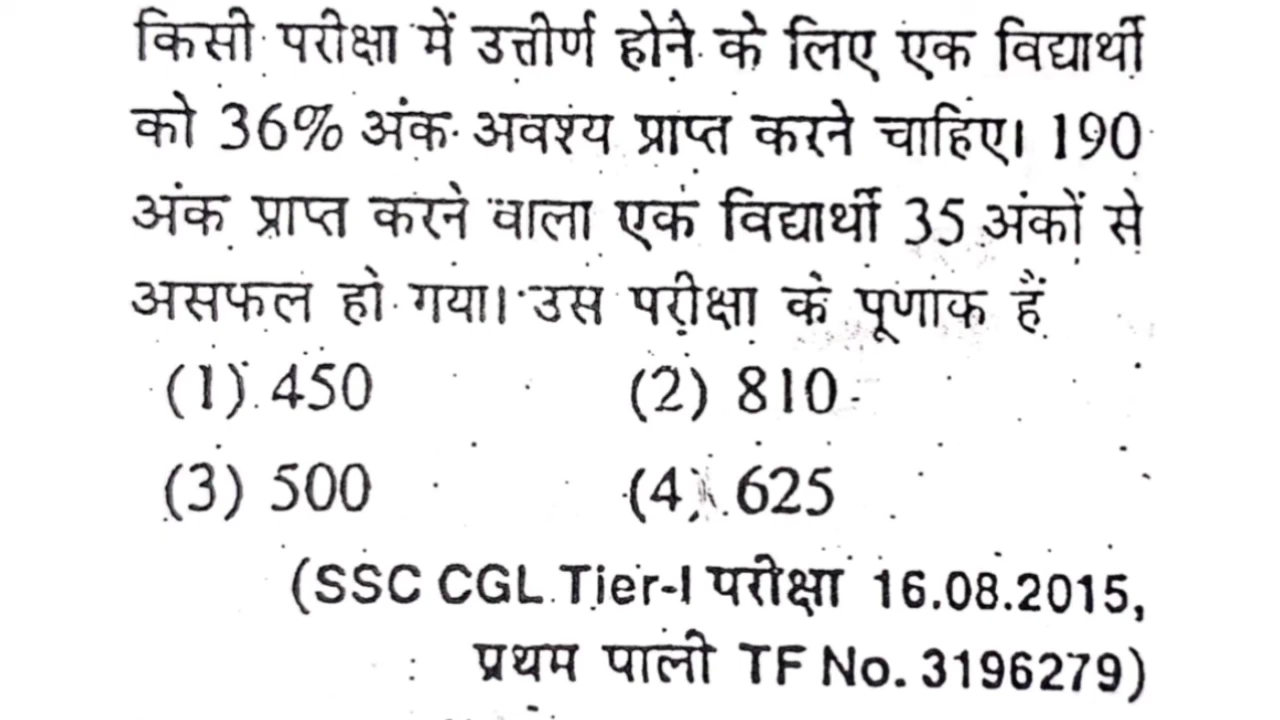 किसी परीक्षा में उत्तीर्ण होने के लिए एक विद्यार्थी
को 36% अंक अवश्य प्राप्त करने चाहिए। 190
अंक प्राप्त करने वाला एक विद्यार्थी 35 अंकों से
असफल हो गया। उस परीक्षा के पूर्णांक हैं
(1) 450 (2) 810
(3) 500 (4) 625
(SSC CGL Tier-I परीक्षा 16.08.2015,
प्रथम पाली TF No. 3196279)